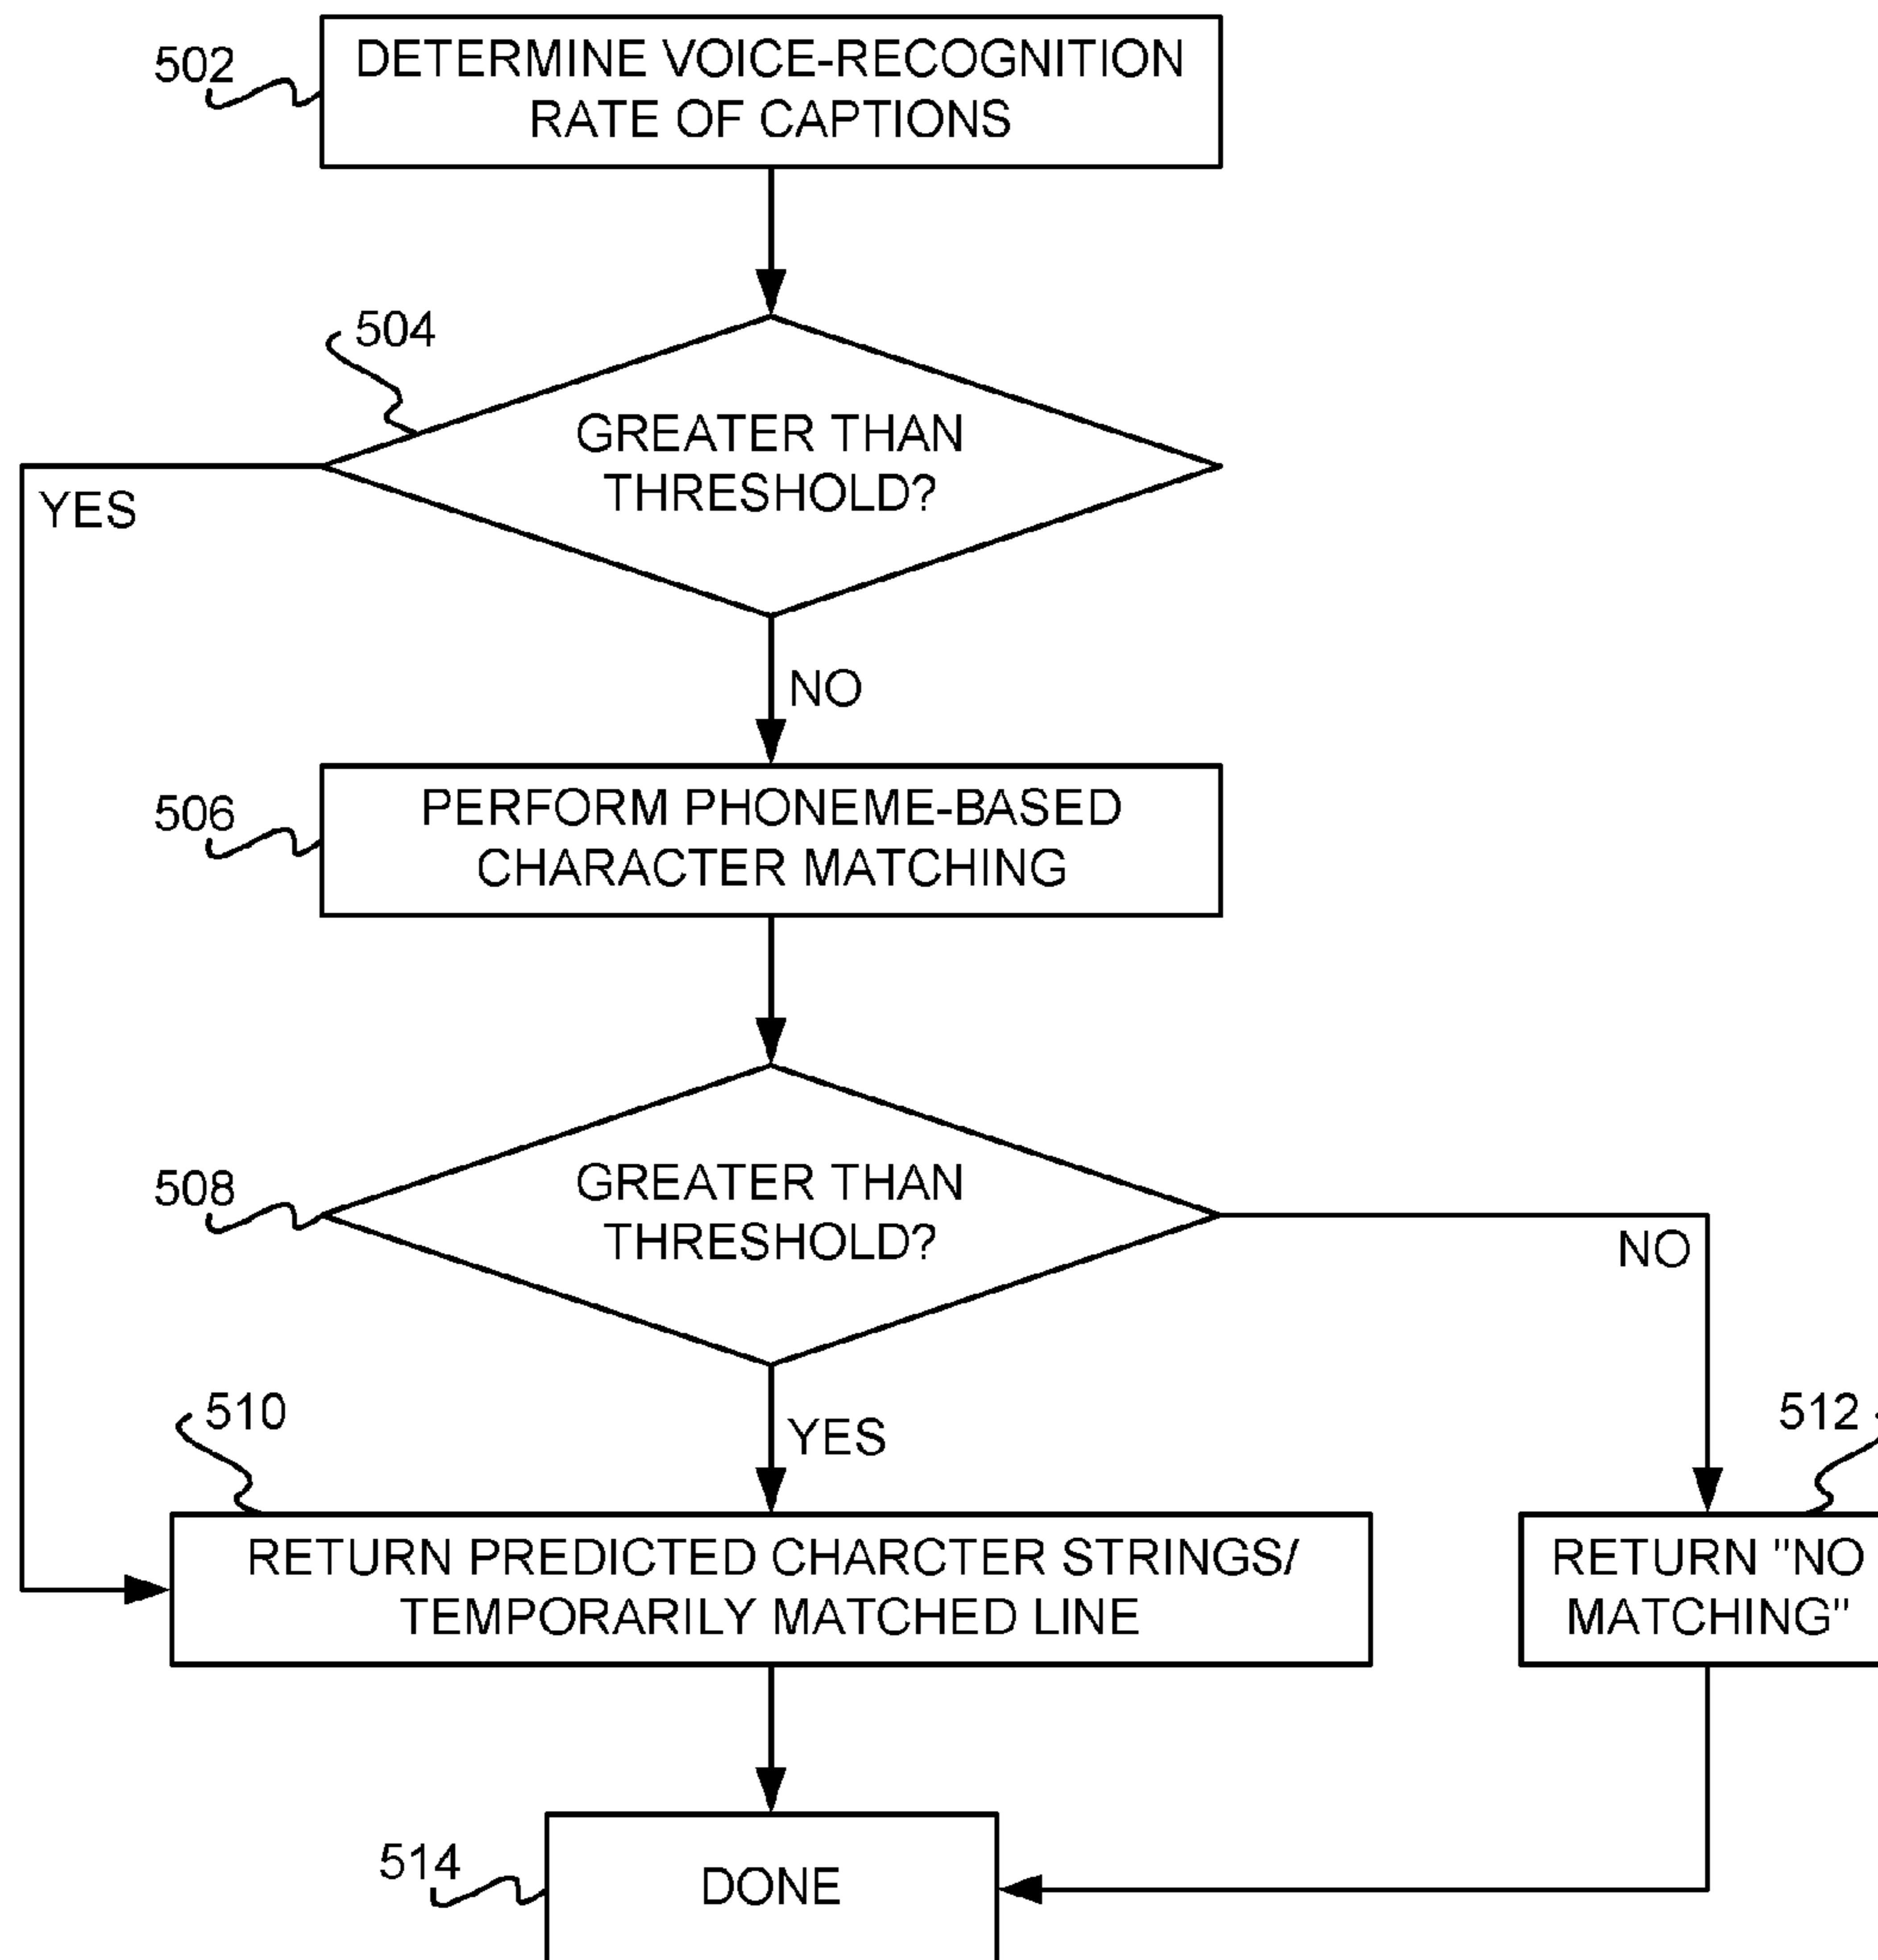 502
DETERMINE VOICE-RECOGNITION
RATE OF CAPTIONS
504
GREATER THAN
THRESHOLD?
YES
NO
506
PERFORM PHONEME-BASED
CHARACTER MATCHING
508
GREATER THAN
THRESHOLD?
NO
YES
510
512
RETURN PREDICTED CHARCTER STRINGS/
TEMPORARILY MATCHED LINE
RETURN "NO
MATCHING"
514
DONE